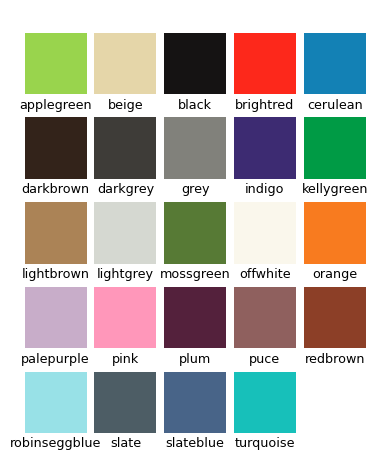 applegreen beige black brightred cerulean
darkbrown darkgrey grey indigo kellygreen
lightbrown lightgrey mossgreen offwhite orange
palepurple pink plum puce redbrown
robinseggblue slate slateblue turquoise